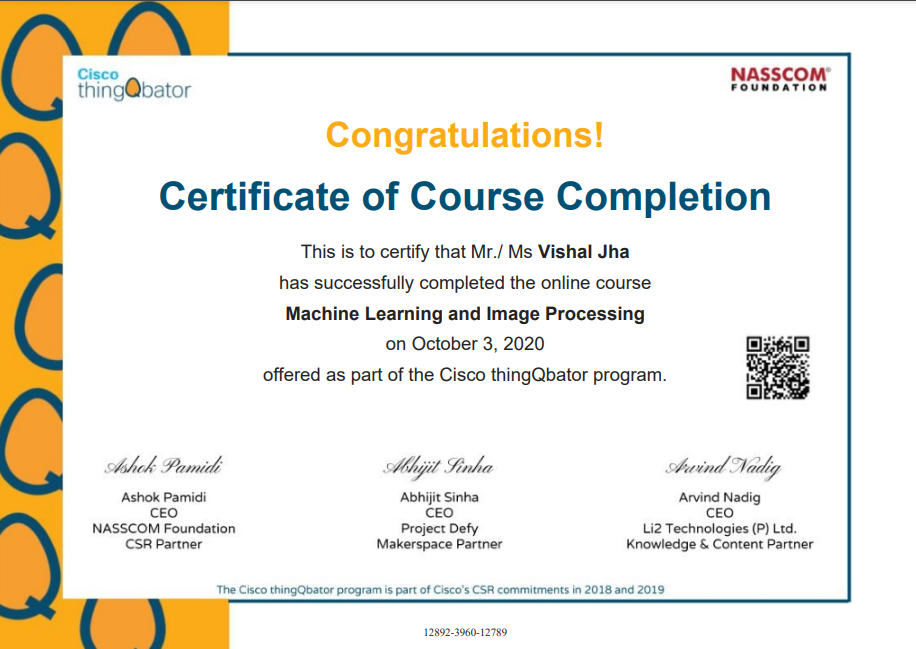 Cisco
thingQbator
NASSCOM®
FOUNDATION
Congratulations!
Certificate of Course Completion
This is to certify that Mr./ Ms Vishal Jha
has successfully completed the online course
Machine Learning and Image Processing
on October 3, 2020
offered as part of the Cisco thingQbator program.
Ashok Pamidi
Ashok Pamidi
CEO
NASSCOM Foundation
CSR Partner
Abhijit Sinha
Abhijit Sinha
CEO
Project Defy
Makerspace Partner
Arvind Nadig
Arvind Nadig
CEO
Li2 Technologies (P) Ltd.
Knowledge & Content Partner
The Cisco thingQbator program is part of Cisco's CSR commitments in 2018 and 2019
12892-3960-12789